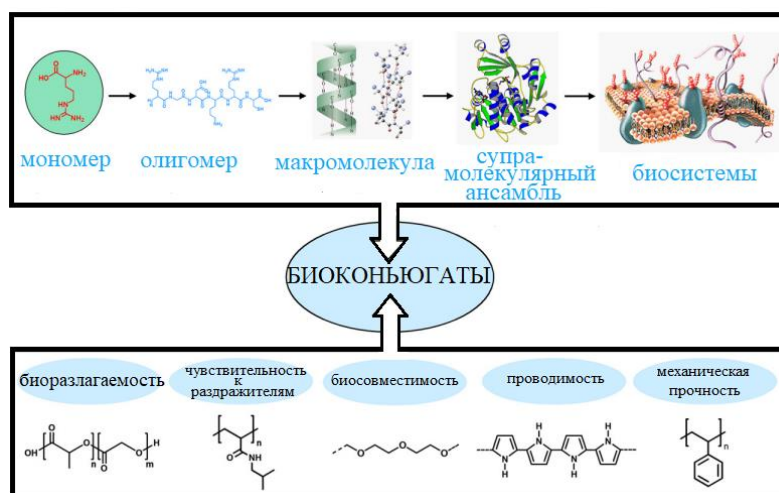 мономер
олигомер
макромолекула
супра-
молекулярный
ансамбль
биосистемы
БИОКОНЬЮГАТЫ
биоразлагаемость
чувствительность
к
раздражителям
биосовместимость
проводимость
механическая
прочность